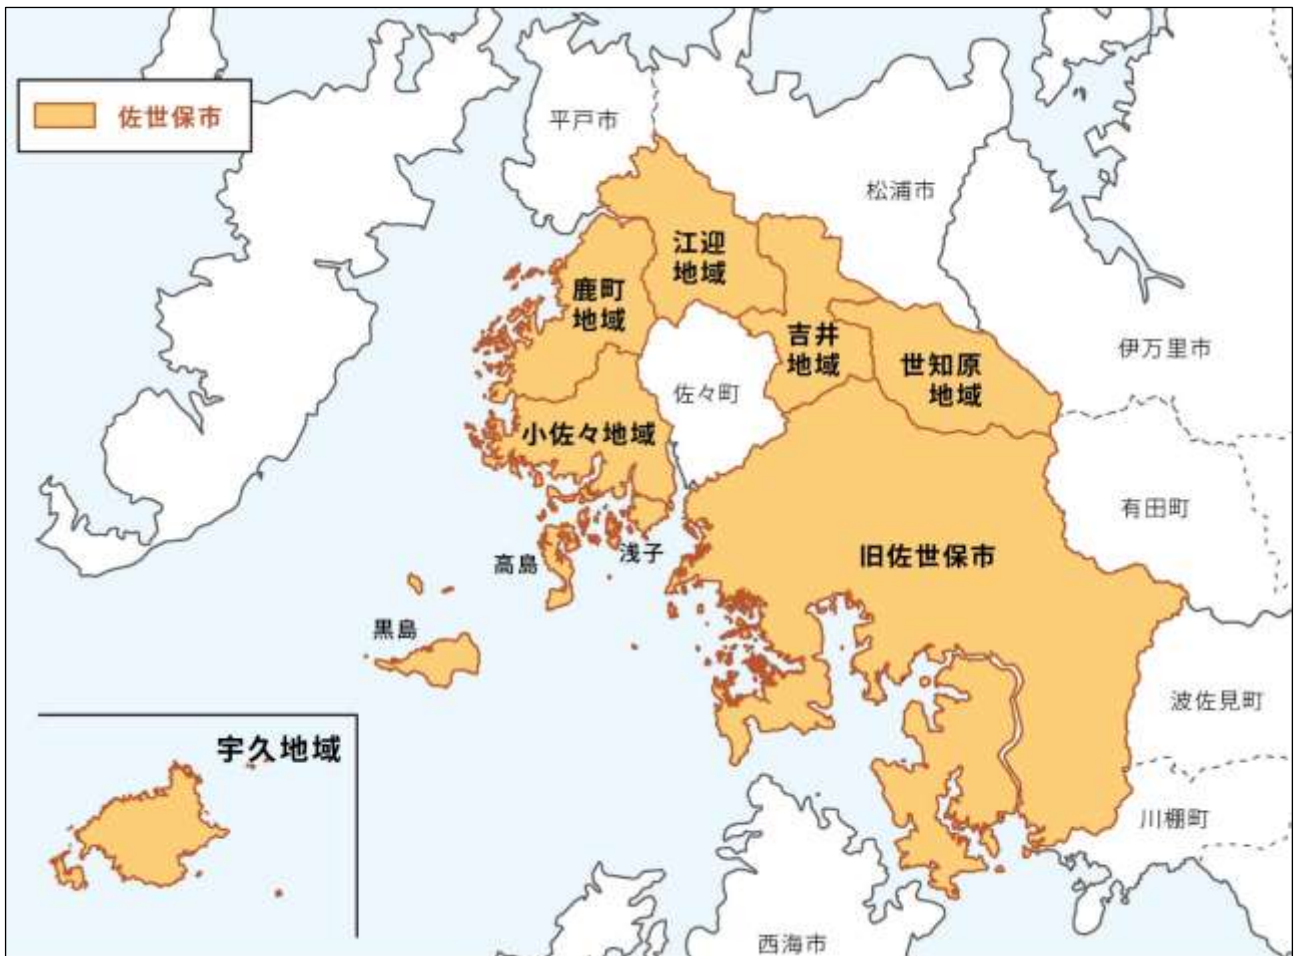 佐世保市
平戸市
松浦市
江迎
地域
鹿町
地域
吉井
地域
伊万里市
世知原
地域
佐々町
小佐々地域
有田町
浅子
旧佐世保市
高島
黒島
波佐見町
宇久地域
川棚町
西海市